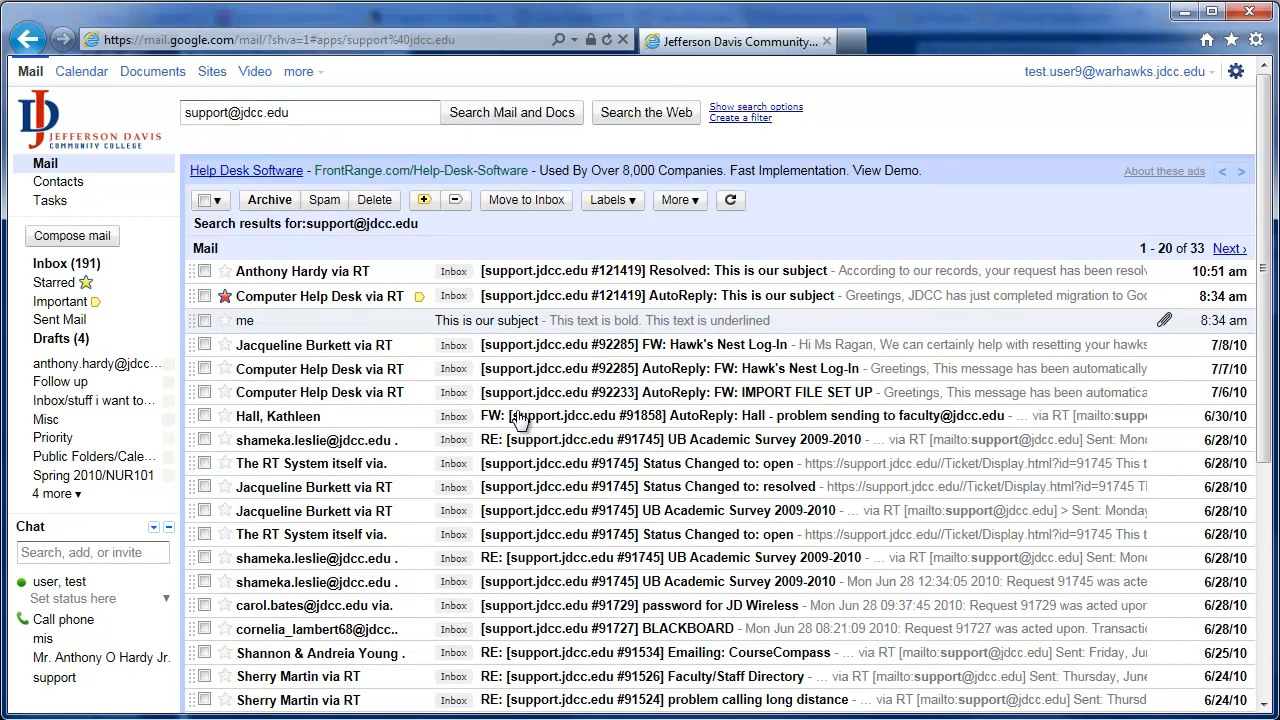 https://mail.google.com/mail/?shva=1#apps/support%40jdcc.edu
Jefferson Davis Community...
Mail Calendar Documents Sites Video more
test.user9@warhawks.jdcc.edu
JD
JEFFERSON DAVIS
COMMUNITY COLLEGE
support@jdcc.edu
Search Mail and Docs
Search the Web
Show search options
Create a filter
Mail
Contacts
Tasks
Compose mail
Inbox (191)
Starred
Important
Sent Mail
Drafts (4)
anthony.hardy@jdcc...
Follow up
Inbox/stuff i want to...
Misc
Priority
Public Folders/Cale...
Spring 2010/NUR101
4 more ▾
Chat
Search, add, or invite
user, test
Set status here
Call phone
mis
Mr. Anthony O Hardy Jr.
support
Help Desk Software - FrontRange.com/Help-Desk-Software - Used By Over 8,000 Companies. Fast Implementation. View Demo.
About these ads < >
Archive Spam Delete Move to Inbox Labels ▾ More ▾
Search results for:support@jdcc.edu
Mail 1 - 20 of 33 Next ›
Anthony Hardy via RT Inbox [support.jdcc.edu #121419] Resolved: This is our subject - According to our records, your request has been resolv 10:51 am
Computer Help Desk via RT Inbox [support.jdcc.edu #121419] AutoReply: This is our subject - Greetings, JDCC has just completed migration to Goo 8:34 am
me This is our subject - This text is bold. This text is underlined 8:34 am
Jacqueline Burkett via RT Inbox [support.jdcc.edu #92285] FW: Hawk's Nest Log-In - Hi Ms Ragan, We can certainly help with resetting your hawks 7/8/10
Computer Help Desk via RT Inbox [support.jdcc.edu #92285] AutoReply: FW: Hawk's Nest Log-In - Greetings, This message has been automatically 7/7/10
Computer Help Desk via RT Inbox [support.jdcc.edu #92233] AutoReply: FW: IMPORT FILE SET UP - Greetings, This message has been automatically 7/6/10
Hall, Kathleen Inbox FW: [support.jdcc.edu #91858] AutoReply: Hall - problem sending to faculty@jdcc.edu - ... via RT [mailto:suppo 6/30/10
shameka.leslie@jdcc.edu . Inbox RE: [support.jdcc.edu #91745] UB Academic Survey 2009-2010 - ... via RT [mailto:support@jdcc.edu] Sent: Mond 6/28/10
The RT System itself via. Inbox [support.jdcc.edu #91745] Status Changed to: open - https://support.jdcc.edu//Ticket/Display.html?id=91745 This t 6/28/10
Jacqueline Burkett via RT Inbox [support.jdcc.edu #91745] Status Changed to: resolved - https://support.jdcc.edu//Ticket/Display.html?id=91745 Tl 6/28/10
Jacqueline Burkett via RT Inbox [support.jdcc.edu #91745] UB Academic Survey 2009-2010 - ... via RT [mailto:support@jdcc.edu] > Sent: Monday 6/28/10
The RT System itself via. Inbox [support.jdcc.edu #91745] Status Changed to: open - https://support.jdcc.edu//Ticket/Display.html?id=91745 This t 6/28/10
shameka.leslie@jdcc.edu . Inbox RE: [support.jdcc.edu #91745] UB Academic Survey 2009-2010 - ... via RT [mailto:support@jdcc.edu] Sent: Mon 6/28/10
shameka.leslie@jdcc.edu . Inbox [support.jdcc.edu #91745] UB Academic Survey 2009-2010 - Mon Jun 28 12:34:05 2010: Request 91745 was acte 6/28/10
carol.bates@jdcc.edu via. Inbox [support.jdcc.edu #91729] password for JD Wireless - Mon Jun 28 09:37:45 2010: Request 91729 was acted upon 6/28/10
cornelia_lambert68@jdcc.. Inbox [support.jdcc.edu #91727] BLACKBOARD - Mon Jun 28 08:21:09 2010: Request 91727 was acted upon. Transactio 6/28/10
Shannon & Andreia Young . Inbox RE: [support.jdcc.edu #91534] Emailing: CourseCompass - ... via RT [mailto:support@jdcc.edu] Sent: Friday, Jun 6/25/10
Sherry Martin via RT Inbox [support.jdcc.edu #91526] Faculty/Staff Directory - ... via RT [mailto:support@jdcc.edu] Sent: Thursday, June 6/24/10
Sherry Martin via RT Inbox RE: [support.jdcc.edu #91524] problem calling long distance - ... via RT [mailto:support@jdcc.edu] Sent: Thursd 6/24/10